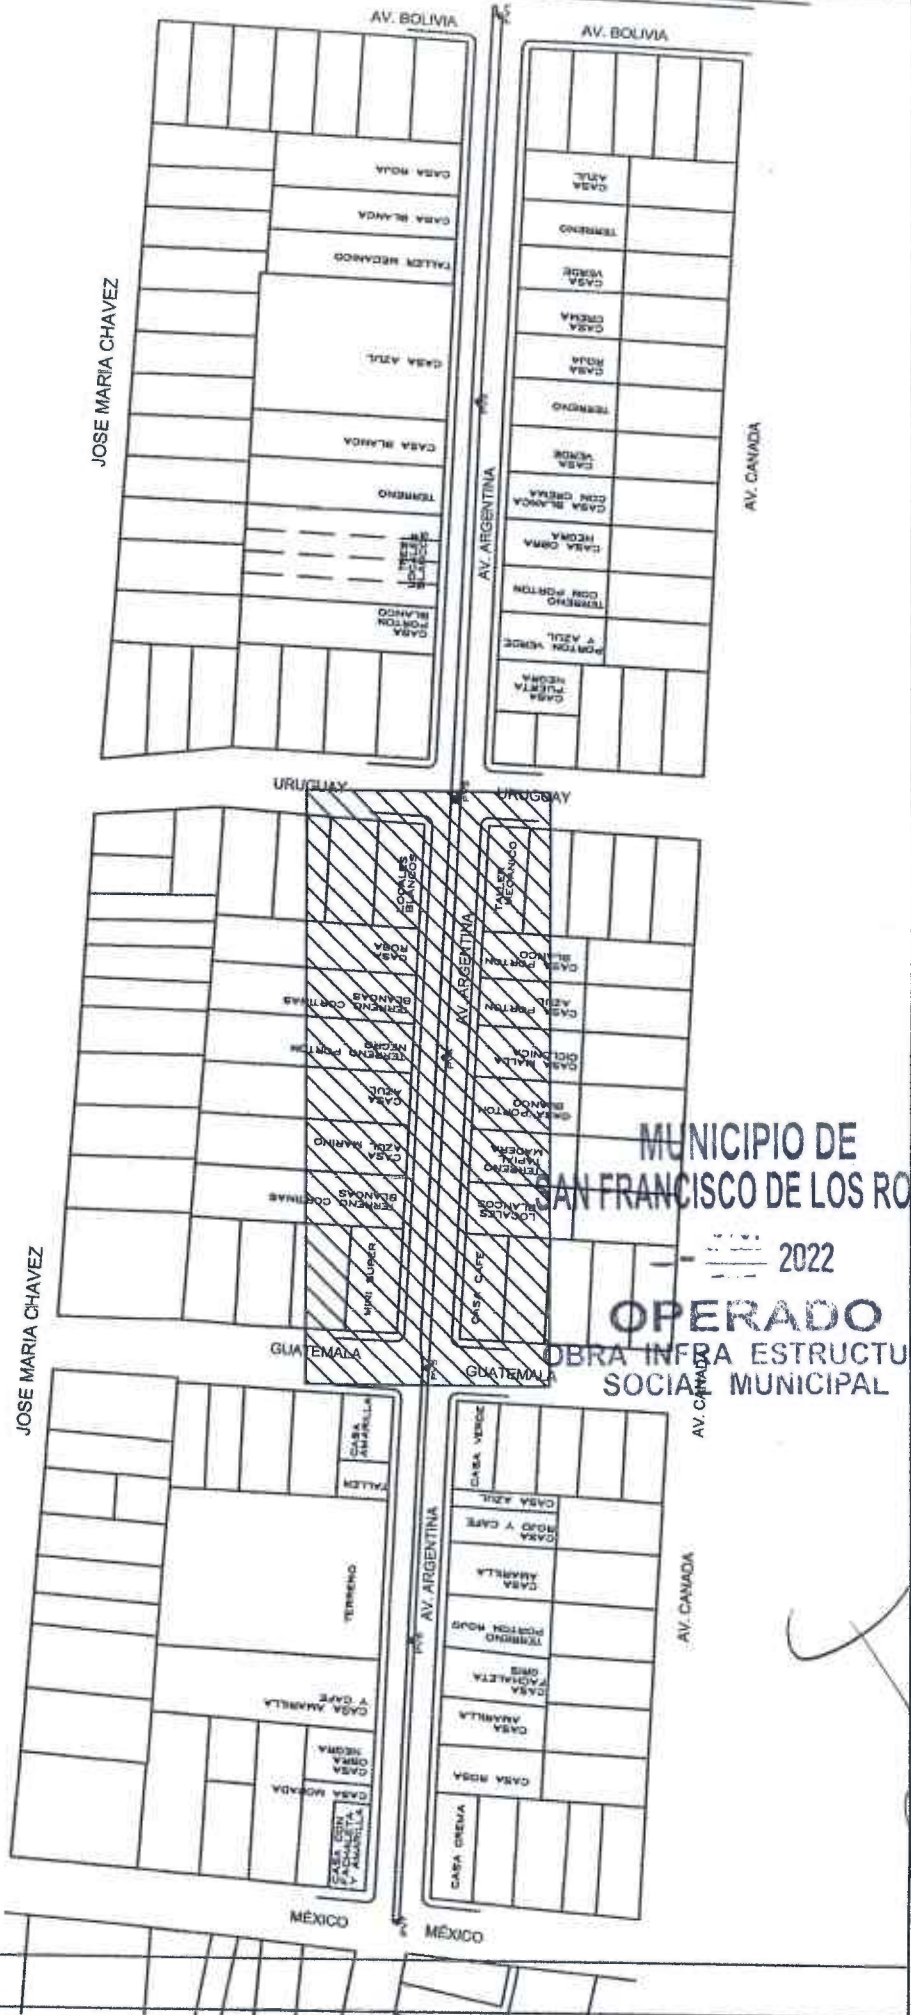 AV. BOLIVIA
AV. BOLIVIA
JOSE MARIA CHAVEZ
CASA ROJA
CASA BLANCA
TALLER MECANICO
CASA AZUL
CASA BLANCA
TERRENO
CASA
PORTON
BLANCO
AV. ARGENTINA
CASA
AZUL
TERRENO
CASA
VERDE
CASA
CREMA
CASA
ROJA
TERRENO
CASA
VERDE
CASA BLANCA
CON CREMA
CASA OBRA
NEGRA
TERRENO
CON PORTON
PORTON VERDE
Y AZUL
CASA
PUERTA
NEGRA
AV. CANADA
URUGUAY
URUGUAY
LOCALES
BLANCOS
CASA
ROSA
TERRENO CORTINAS
BLANCAS
TERRENO PORTON
NEGRO
CASA
AZUL
CASA
AZUL MARINO
TERRENO CORTINAS
BLANCAS
MINI SUPER
AV. ARGENTINA
TALLER
MECANICO
CASA PORTON
BLANCO
CASA PORTON
AZUL
CASA MALLA
CICLONICA
CASA PORTON
BLANCO
TERRENO
TAPIAL
MADERA
LOCALES
BLANCOS
CASA CAFE
MUNICIPIO DE
SAN FRANCISCO DE LOS RO
2022
OPERADO
OBRA INFRA ESTRUCTU
SOCIAL MUNICIPAL
JOSE MARIA CHAVEZ
GUATEMALA
GUATEMALA
AV. CANADA
CASA
AMARILLA
TALLER
TERRENO
CASA AMARILLA
Y CAFE
CASA
OBRA
NEGRA
CASA MORADA
CASA CON
FACHALETA
Y AMARILLA
AV. ARGENTINA
CASA VERDE
CASA AZUL
CASA
ROJO Y CAFE
CASA
AMARILLA
TERRENO
PORTON ROJO
CASA
FACHALETA
GRIS
CASA
AMARILLA
CASA ROSA
CASA CREMA
AV. CANADA
MÉXICO
MÉXICO